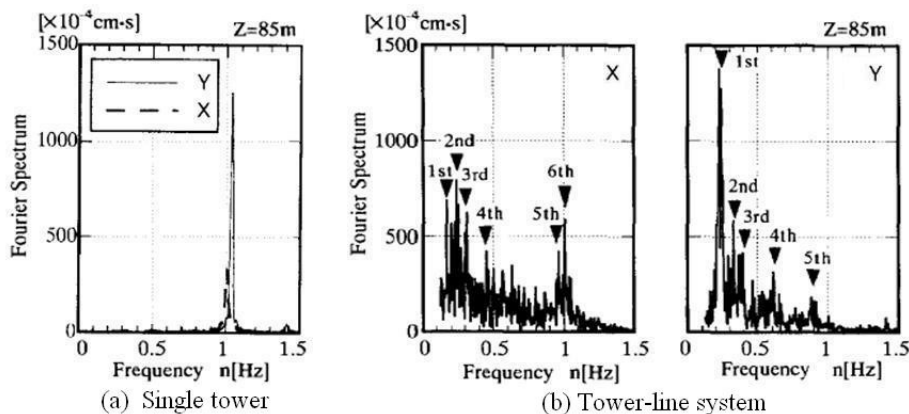 [×10⁻⁴cm·s] Z=85m
1500
1000
500
0
Fourier Spectrum
Y
X
0 0.5 1 1.5
Frequency n[Hz]
(a) Single tower
[×10⁻⁴cm·s] Z=85m
1500
1000
500
0
Fourier Spectrum
X
1st
2nd
3rd
4th
5th
6th
0 0.5 1
Frequency n[Hz]
Y
1st
2nd
3rd
4th
5th
0 0.5 1 1.5
Frequency n[Hz]
(b) Tower-line system